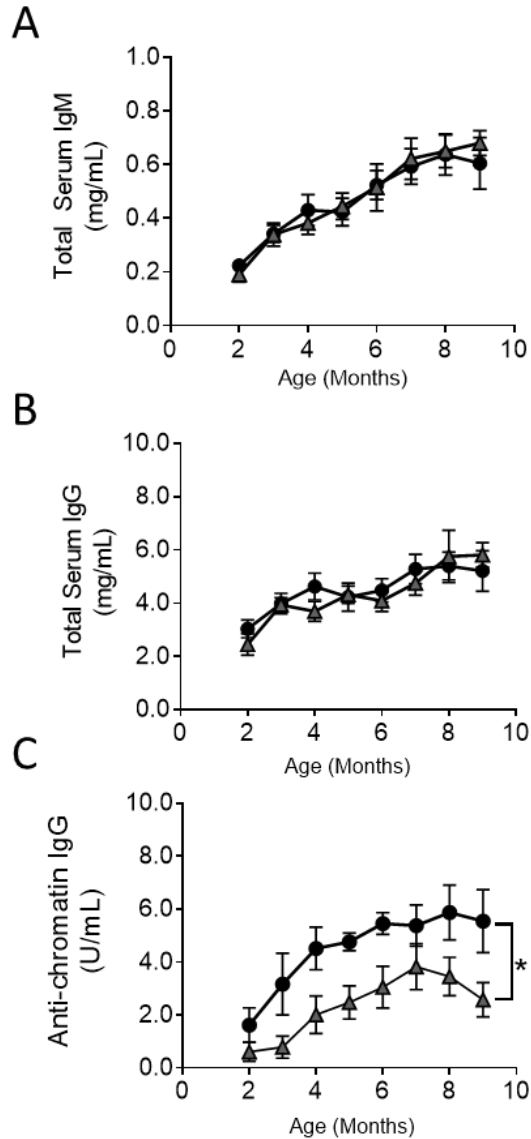 A
Total Serum IgM
(mg/mL)
1.0
0.8
0.6
0.4
0.2
0.0
0 2 4 6 8 10
Age (Months)
B
Total Serum IgG
(mg/mL)
10.0
8.0
6.0
4.0
2.0
0.0
0 2 4 6 8 10
Age (Months)
C
Anti-chromatin IgG
(U/mL)
10.0
8.0
6.0
4.0
2.0
0.0
*
0 2 4 6 8 10
Age (Months)